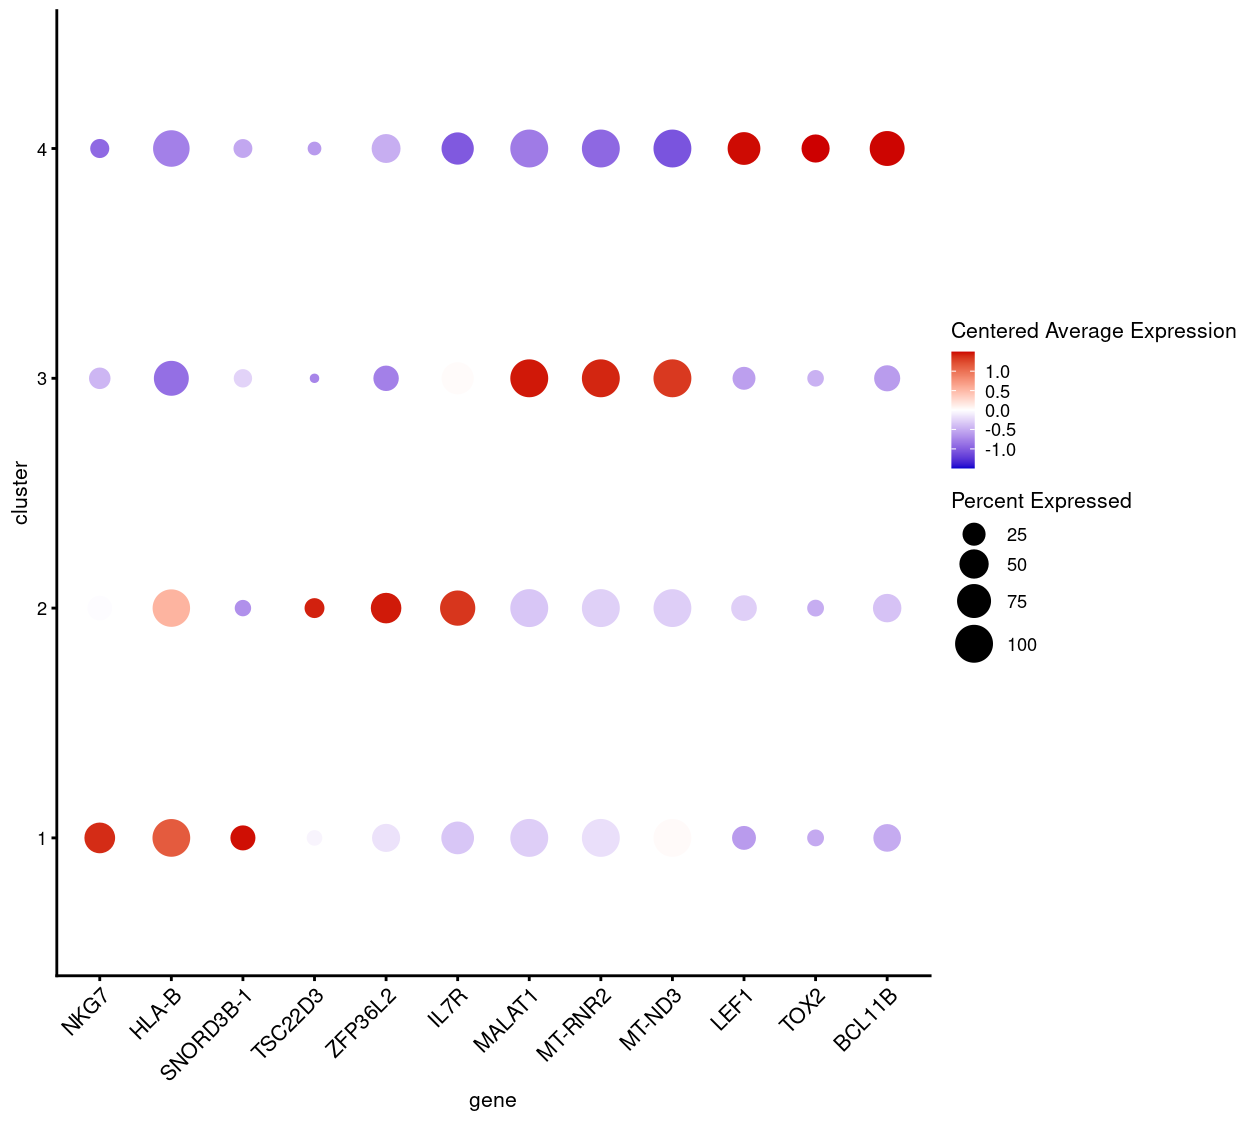 4
3
2
1
cluster
NKG7
HLA-B
SNORD3B-1
TSC22D3
ZFP36L2
IL7R
MALAT1
MT-RNR2
MT-ND3
LEF1
TOX2
BCL11B
gene
Centered Average Expression
1.0
0.5
0.0
-0.5
-1.0
Percent Expressed
25
50
75
100